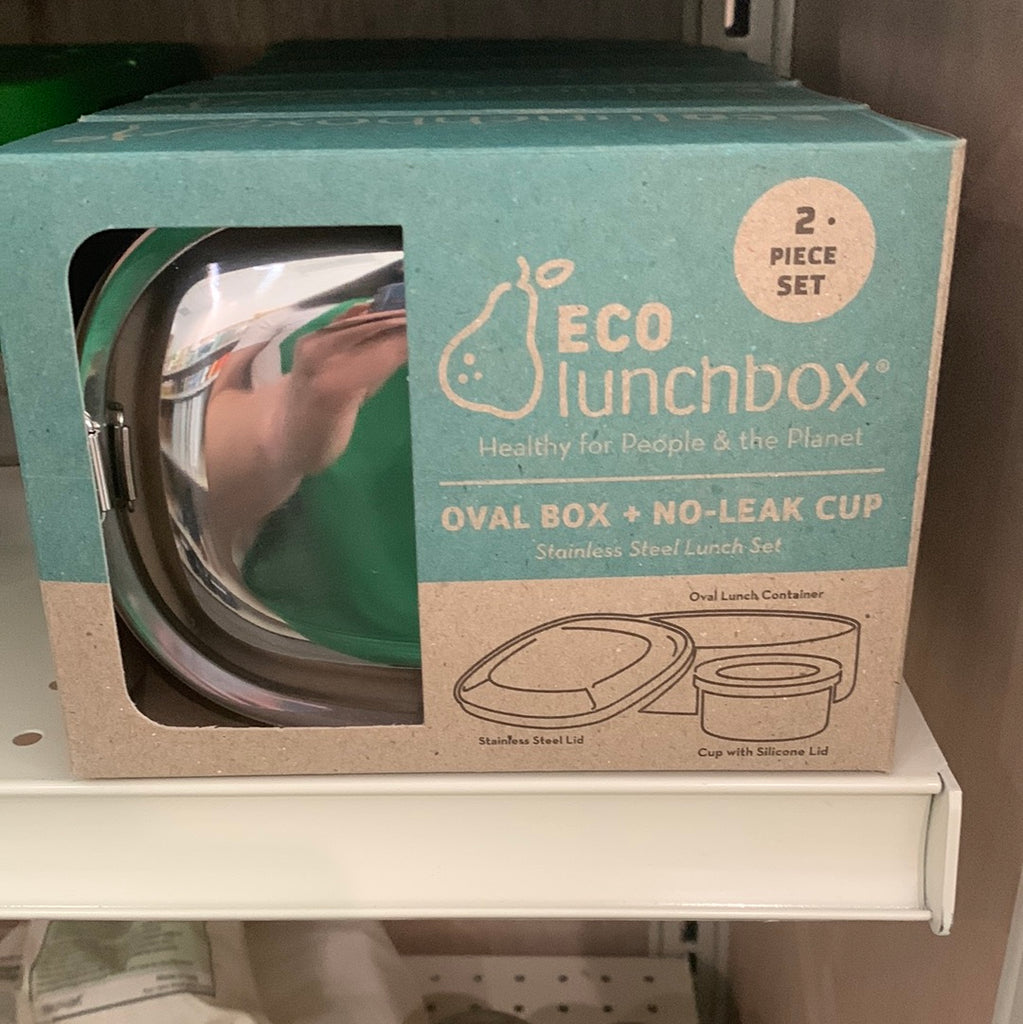 2
PIECE
SET
ECO
lunchbox®
Healthy for People & the Planet
OVAL BOX + NO-LEAK CUP
Stainless Steel Lunch Set
Oval Lunch Container
Stainless Steel Lid
Cup with Silicone Lid